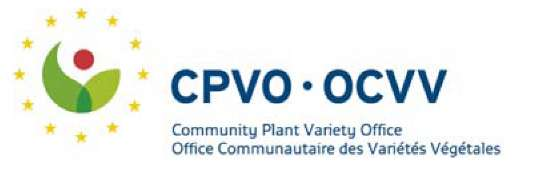 CPVO · OCVV
Community Plant Variety Office
Office Communautaire des Variétés Végétales